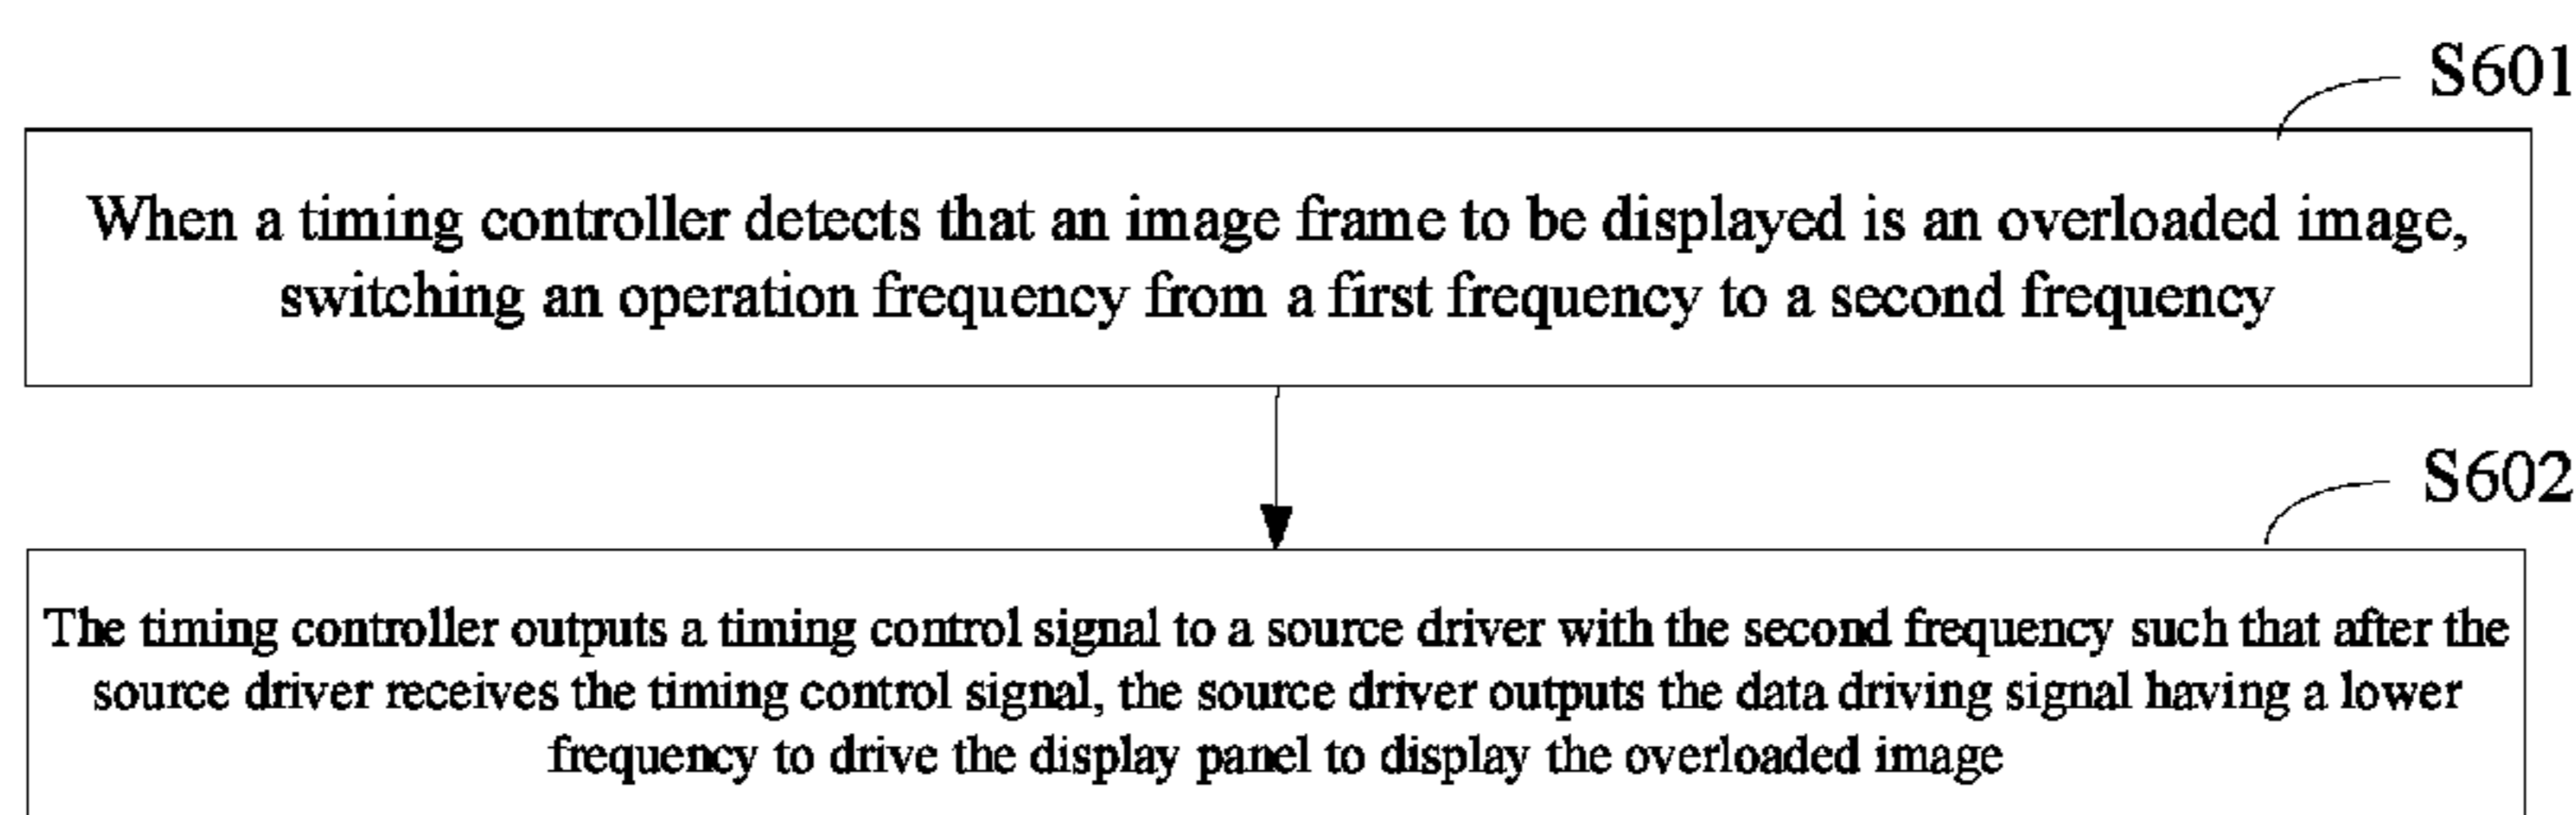 S601
When a timing controller detects that an image frame to be displayed is an overloaded image,
switching an operation frequency from a first frequency to a second frequency
S602
The timing controller outputs a timing control signal to a source driver with the second frequency such that after the
source driver receives the timing control signal, the source driver outputs the data driving signal having a lower
frequency to drive the display panel to display the overloaded image